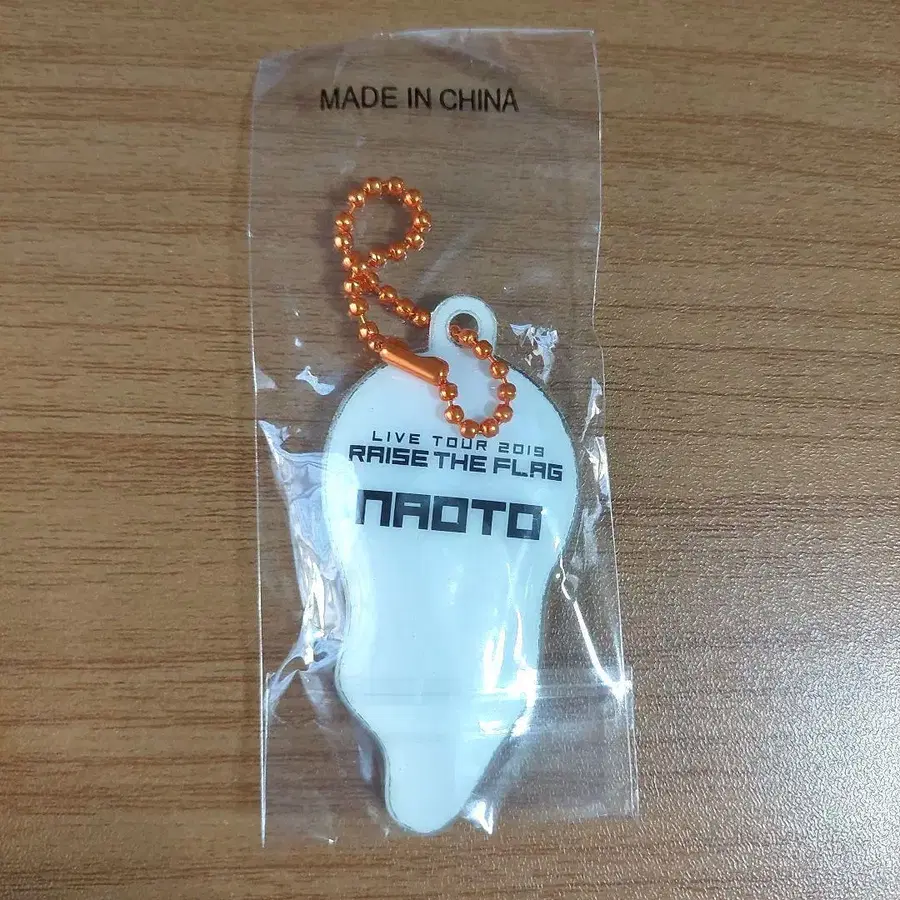 MADE IN CHINA
LIVE TOUR 2019
RAISE THE FLAG
NAOTO